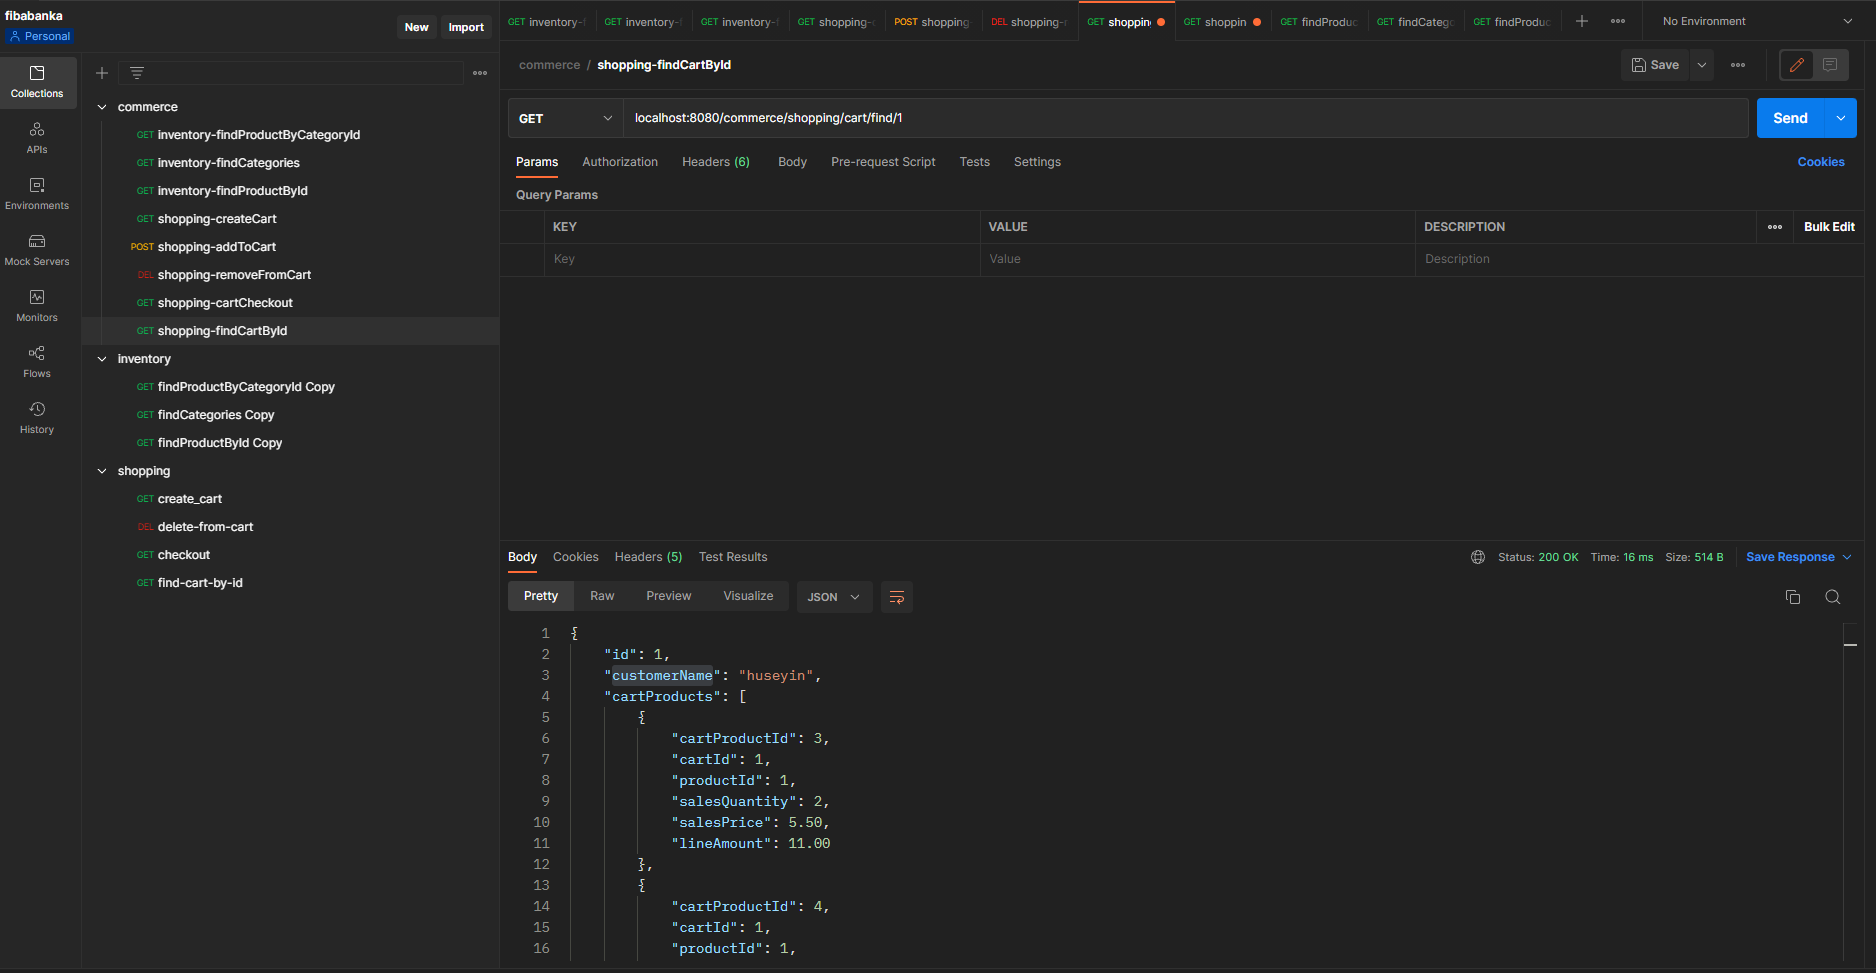 fibabanka
Personal
New
Import
GET inventory-
GET inventory-
GET inventory-
GET shopping-
POST shopping
DEL shopping-
GET shoppin
GET shoppin
GET findProduc
GET findCateg
GET findProduc
No Environment
Collections
APIs
Environments
Mock Servers
Monitors
Flows
History
commerce
GET inventory-findProductByCategoryId
GET inventory-findCategories
GET inventory-findProductById
GET shopping-createCart
POST shopping-addToCart
DEL shopping-removeFromCart
GET shopping-cartCheckout
GET shopping-findCartById
inventory
GET findProductByCategoryId Copy
GET findCategories Copy
GET findProductById Copy
shopping
GET create_cart
DEL delete-from-cart
GET checkout
GET find-cart-by-id
commerce / shopping-findCartById
Save
GET
localhost:8080/commerce/shopping/cart/find/1
Send
Params Authorization Headers (6) Body Pre-request Script Tests Settings
Cookies
Query Params
KEY VALUE DESCRIPTION
Bulk Edit
Key Value Description
Body Cookies Headers (5) Test Results
Status: 200 OK Time: 16 ms Size: 514 B
Save Response
Pretty Raw Preview Visualize
JSON
1 {
2 "id": 1,
3 "customerName": "huseyin",
4 "cartProducts": [
5 {
6 "cartProductId": 3,
7 "cartId": 1,
8 "productId": 1,
9 "salesQuantity": 2,
10 "salesPrice": 5.50,
11 "lineAmount": 11.00
12 },
13 {
14 "cartProductId": 4,
15 "cartId": 1,
16 "productId": 1,